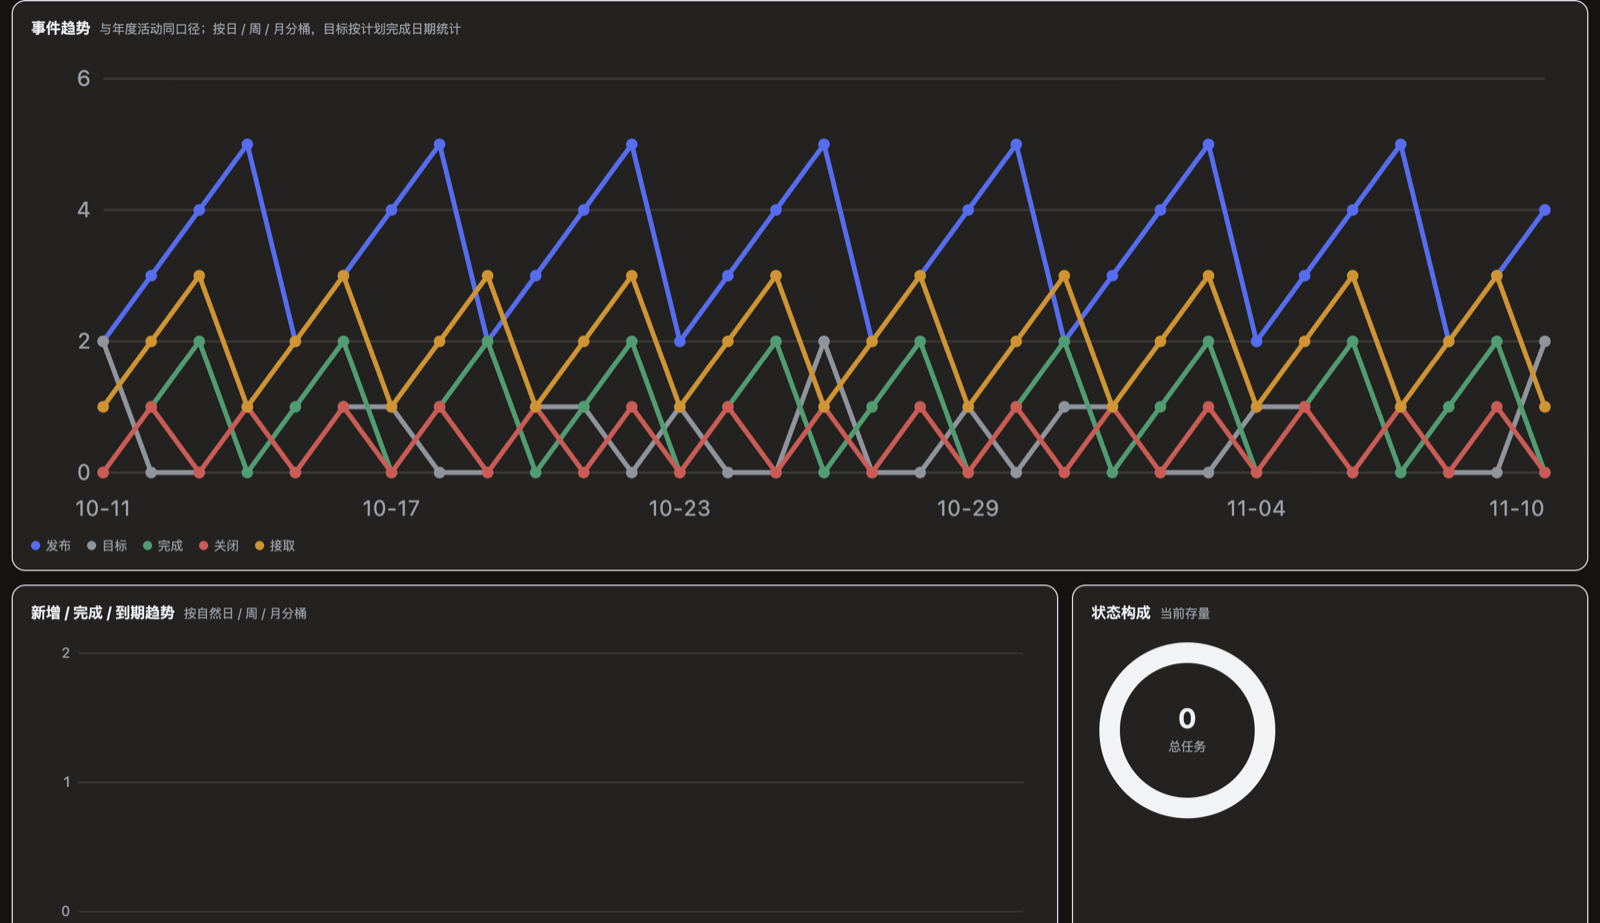 事件趋势 与年度活动同口径；按日 / 周 / 月分桶，目标按计划完成日期统计
6
4
2
0
10-11 10-17 10-23 10-29 11-04 11-10
发布 目标 完成 关闭 接取
新增 / 完成 / 到期趋势 按自然日 / 周 / 月分桶
2
1
0
状态构成 当前存量
0
总任务